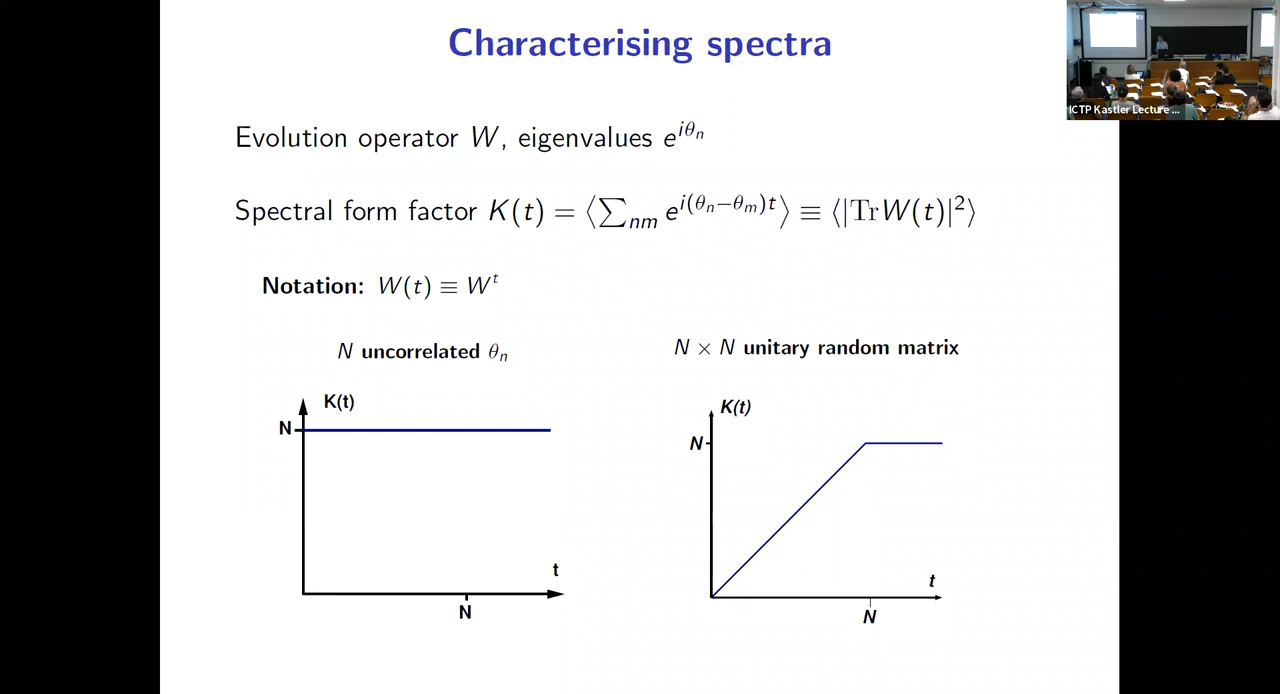 Characterising spectra
ICTP Kastler Lecture ...
Evolution operator W, eigenvalues e^{iθ_n}
Spectral form factor K(t) = ⟨∑_{nm} e^{i(θ_n−θ_m)t}⟩ ≡ ⟨|TrW(t)|²⟩
Notation: W(t) ≡ W^t
N uncorrelated θ_n
K(t)
N
t
N
N × N unitary random matrix
K(t)
N
t
N